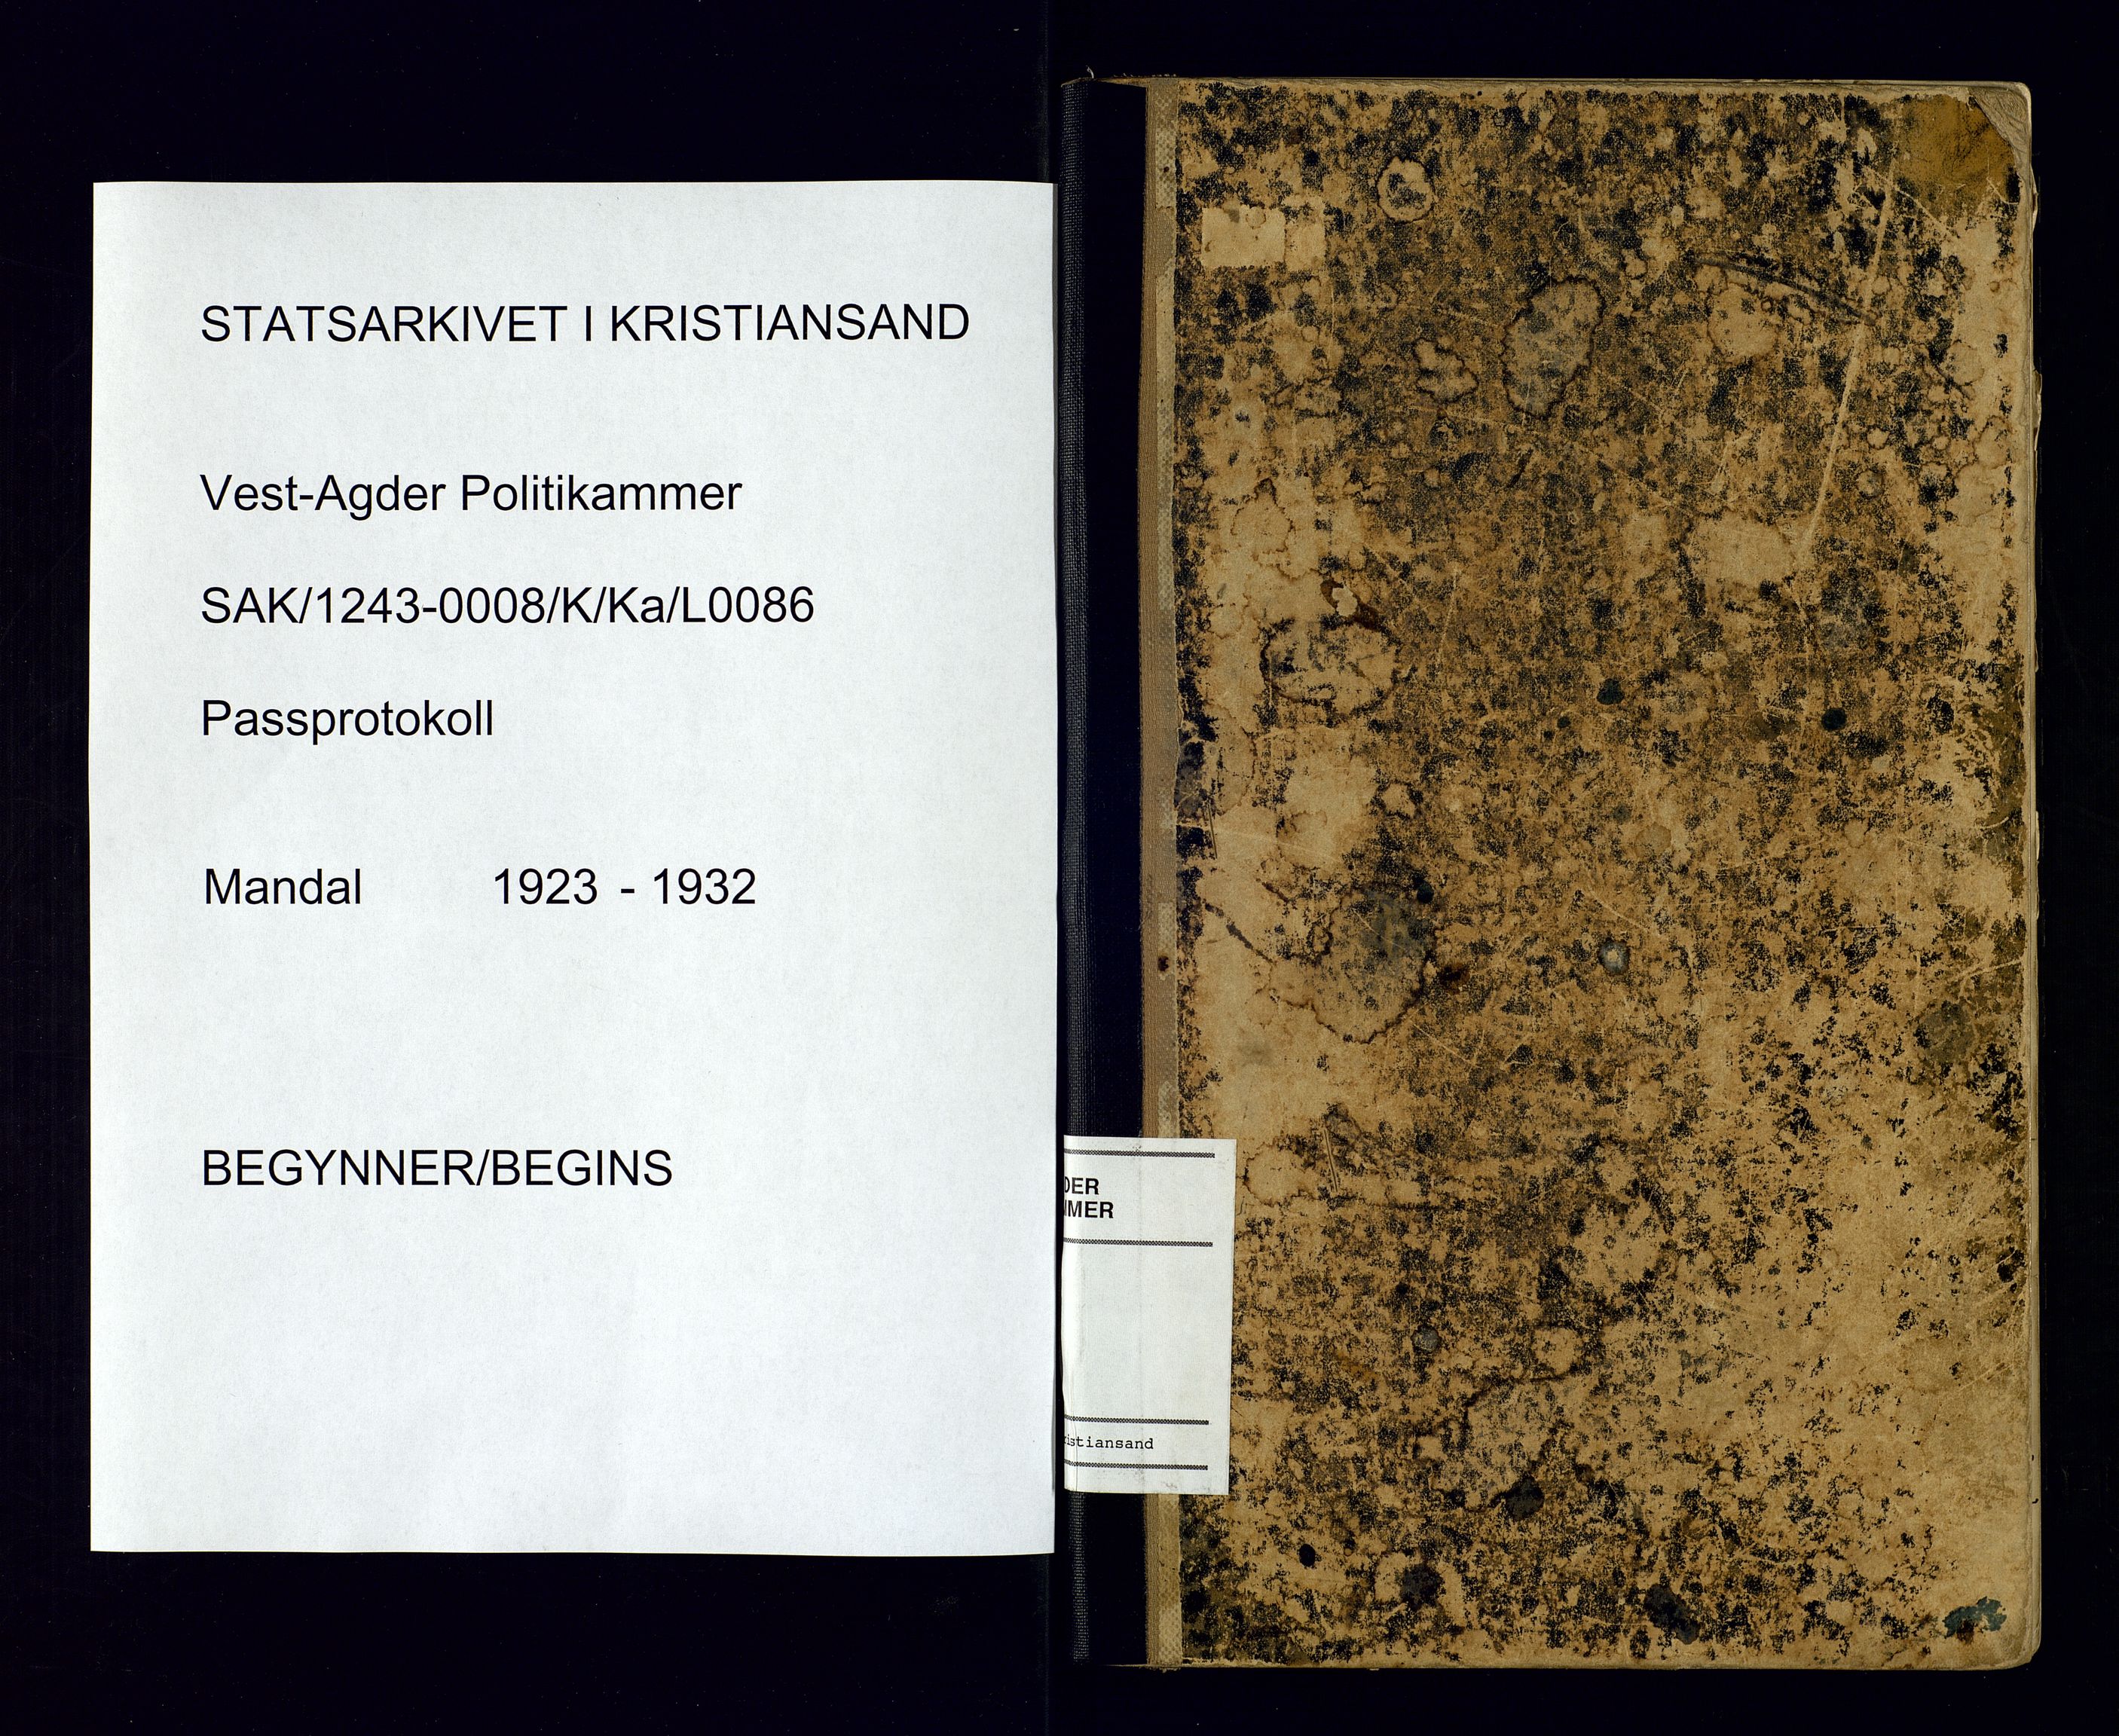 STATSARKIVET I KRISTIANSAND
Vest-Agder Politikammer
SAK/1243-0008/K/Ka/L0086
Passprotokoll
Mandal 1923 - 1932
BEGYNNER/BEGINS
DER
MMER
ristiansand